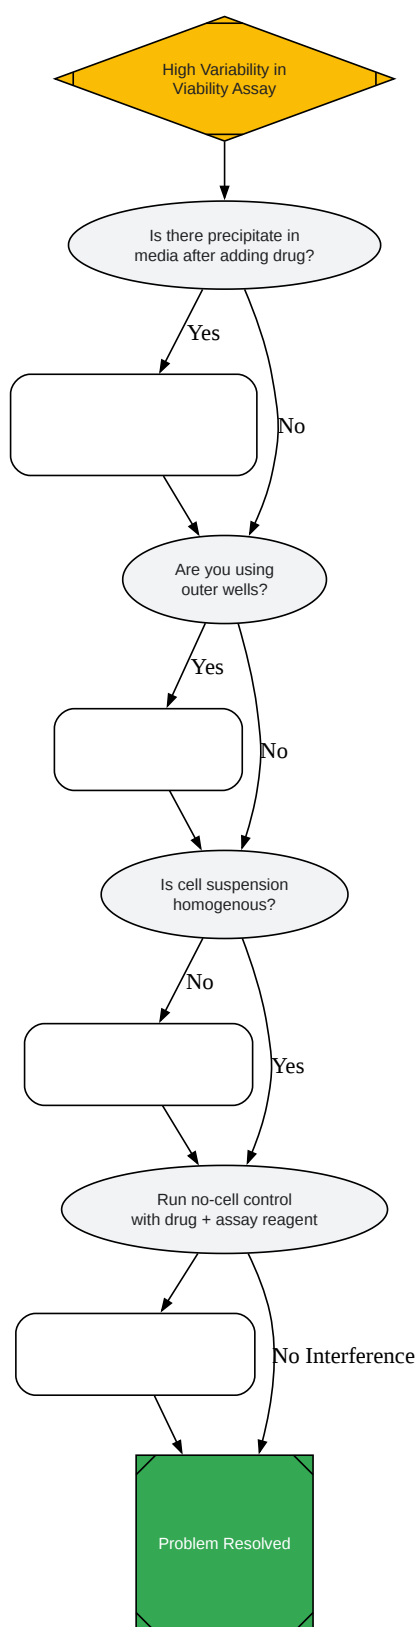 High Variability in
Viability Assay
Is there precipitate in
media after adding drug?
Yes
No
Are you using
outer wells?
Yes
No
Is cell suspension
homogenous?
No
Yes
Run no-cell control
with drug + assay reagent
No Interference
Problem Resolved